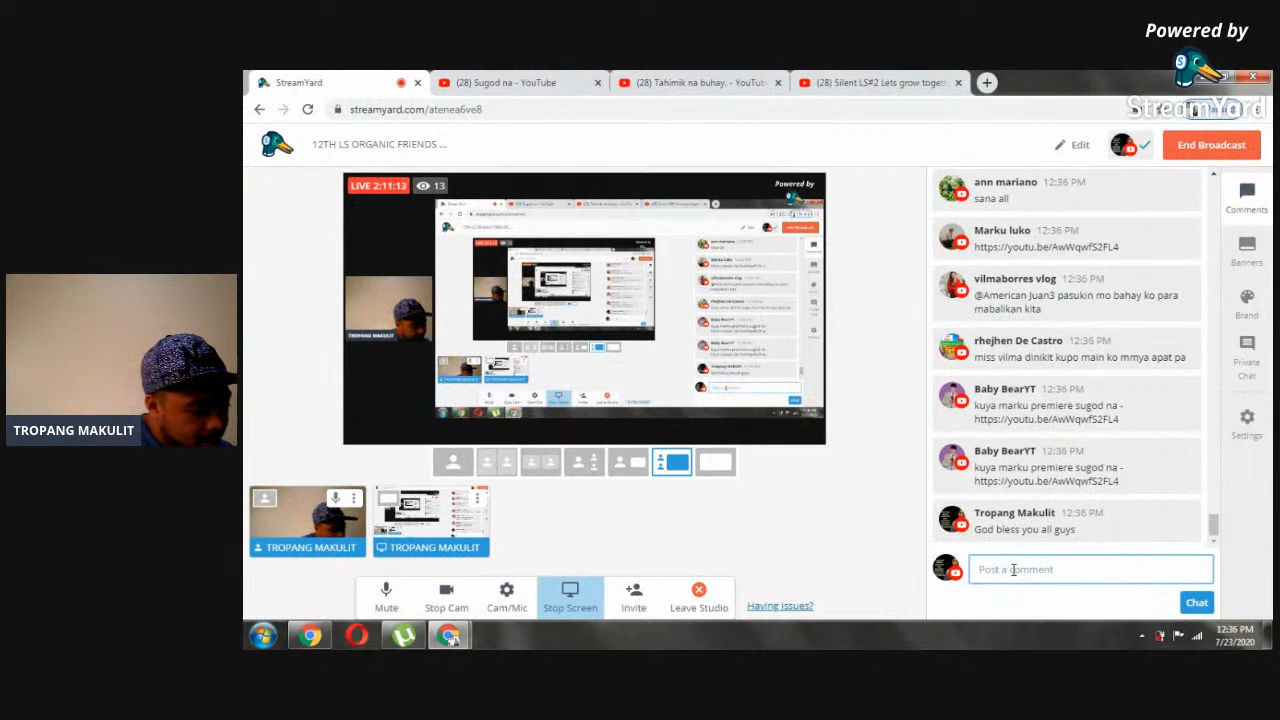 Powered by
StreamYard
StreamYard
(28) Sugod na - YouTube
(28) Tahimik na buhay. - YouTub
(28) Silent LS#2 Lets grow togeth
streamyard.com/atenea6ve8
12TH LS ORGANIC FRIENDS ...
Edit
End Broadcast
LIVE 2:11:13
13
Powered by
TROPANG MAKULIT
ann mariano 12:36 PM
sana all
Marku luko 12:36 PM
https://youtu.be/AwWqwfS2FL4
vilmaborres vlog 12:36 PM
@American Juan3 pasukin mo bahay ko para
mabalikan kita
rhojhen De Castro 12:36 PM
miss vilma dinikit kupo main ko mmya apat pa
Baby BearYT 12:36 PM
kuya marku premiere sugod na -
https://youtu.be/AwWqwfS2FL4
Baby BearYT 12:36 PM
kuya marku premiere sugod na -
https://youtu.be/AwWqwfS2FL4
Tropang Makulit 12:36 PM
God bless you all guys
Post a comment
Chat
Comments
Banners
Brand
Private
Chat
Settings
TROPANG MAKULIT
TROPANG MAKULIT
TROPANG MAKULIT
Mute
Stop Cam
Cam/Mic
Stop Screen
Invite
Leave Studio
Having issues?
12:36 PM
7/23/2020